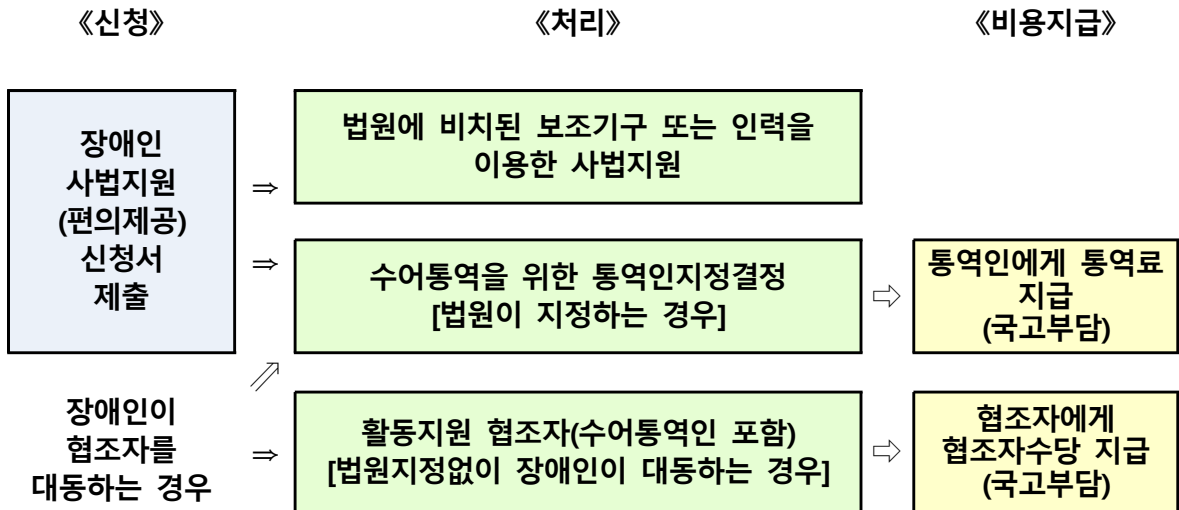 《신청》
《처리》
《비용지급》
장애인
사법지원
(편의제공)
신청서
제출
⇒
⇒
법원에 비치된 보조기구 또는 인력을
이용한 사법지원
수어통역을 위한 통역인지정결정
[법원이 지정하는 경우]
⇨
통역인에게 통역료
지급
(국고부담)
장애인이
협조자를
대동하는 경우
⇒
활동지원 협조자(수어통역인 포함)
[법원지정없이 장애인이 대동하는 경우]
⇨
협조자에게
협조자수당 지급
(국고부담)